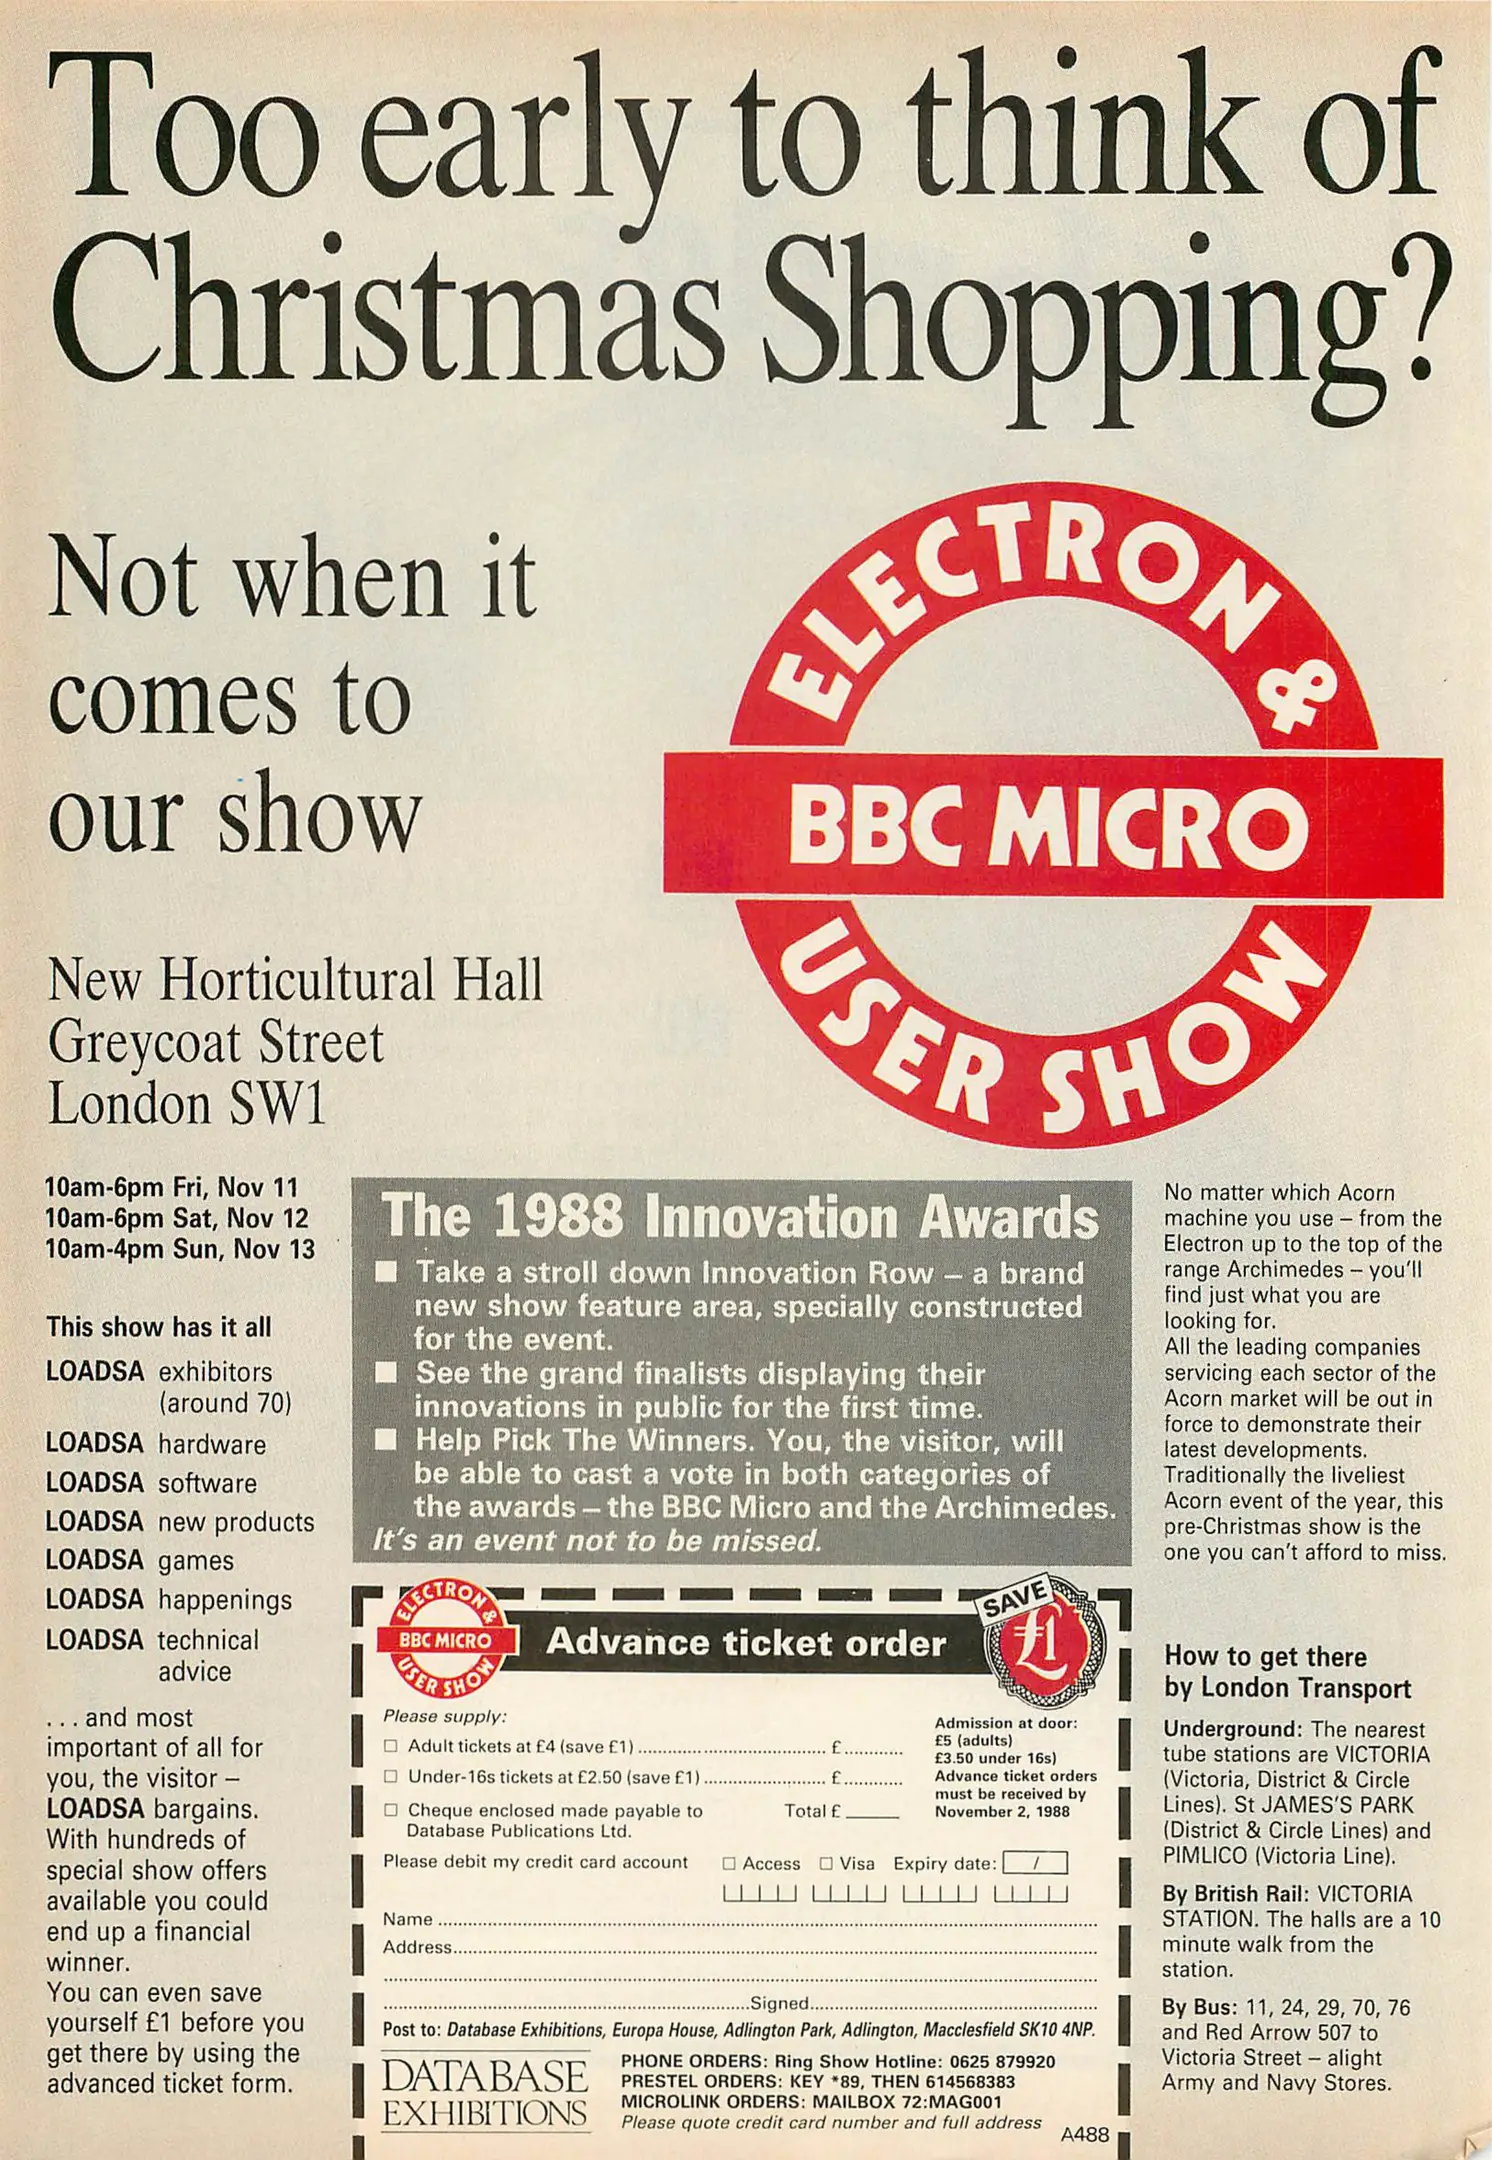 Too early to think of
Christmas Shopping?
Not when it
comes to
our show
ELECTRON &
BBC MICRO
USER SHOW
New Horticultural Hall
Greycoat Street
London SW1
10am-6pm Fri, Nov 11
10am-6pm Sat, Nov 12
10am-4pm Sun, Nov 13
This show has it all
LOADSA exhibitors
(around 70)
LOADSA hardware
LOADSA software
LOADSA new products
LOADSA games
LOADSA happenings
LOADSA technical
advice
. . . and most
important of all for
you, the visitor –
LOADSA bargains.
With hundreds of
special show offers
available you could
end up a financial
winner.
You can even save
yourself £1 before you
get there by using the
advanced ticket form.
The 1988 Innovation Awards
■ Take a stroll down Innovation Row – a brand
new show feature area, specially constructed
for the event.
■ See the grand finalists displaying their
innovations in public for the first time.
■ Help Pick The Winners. You, the visitor, will
be able to cast a vote in both categories of
the awards – the BBC Micro and the Archimedes.
It's an event not to be missed.
ELECTRON &
BBC MICRO
USER SHOW
Advance ticket order
SAVE
£1
Please supply:
☐ Adult tickets at £4 (save £1) ........ £............
☐ Under-16s tickets at £2.50 (save £1) ........ £............
☐ Cheque enclosed made payable to Total £ ______
Database Publications Ltd.
Admission at door:
£5 (adults)
£3.50 under 16s)
Advance ticket orders
must be received by
November 2, 1988
Please debit my credit card account ☐ Access ☐ Visa Expiry date: /
Name ........
Address........
........Signed........
Post to: Database Exhibitions, Europa House, Adlington Park, Adlington, Macclesfield SK10 4NP.
DATABASE
EXHIBITIONS
PHONE ORDERS: Ring Show Hotline: 0625 879920
PRESTEL ORDERS: KEY *89, THEN 614568383
MICROLINK ORDERS: MAILBOX 72:MAG001
Please quote credit card number and full address
A488
No matter which Acorn
machine you use – from the
Electron up to the top of the
range Archimedes – you'll
find just what you are
looking for.
All the leading companies
servicing each sector of the
Acorn market will be out in
force to demonstrate their
latest developments.
Traditionally the liveliest
Acorn event of the year, this
pre-Christmas show is the
one you can't afford to miss.
How to get there
by London Transport
Underground: The nearest
tube stations are VICTORIA
(Victoria, District & Circle
Lines). St JAMES'S PARK
(District & Circle Lines) and
PIMLICO (Victoria Line).
By British Rail: VICTORIA
STATION. The halls are a 10
minute walk from the
station.
By Bus: 11, 24, 29, 70, 76
and Red Arrow 507 to
Victoria Street – alight
Army and Navy Stores.